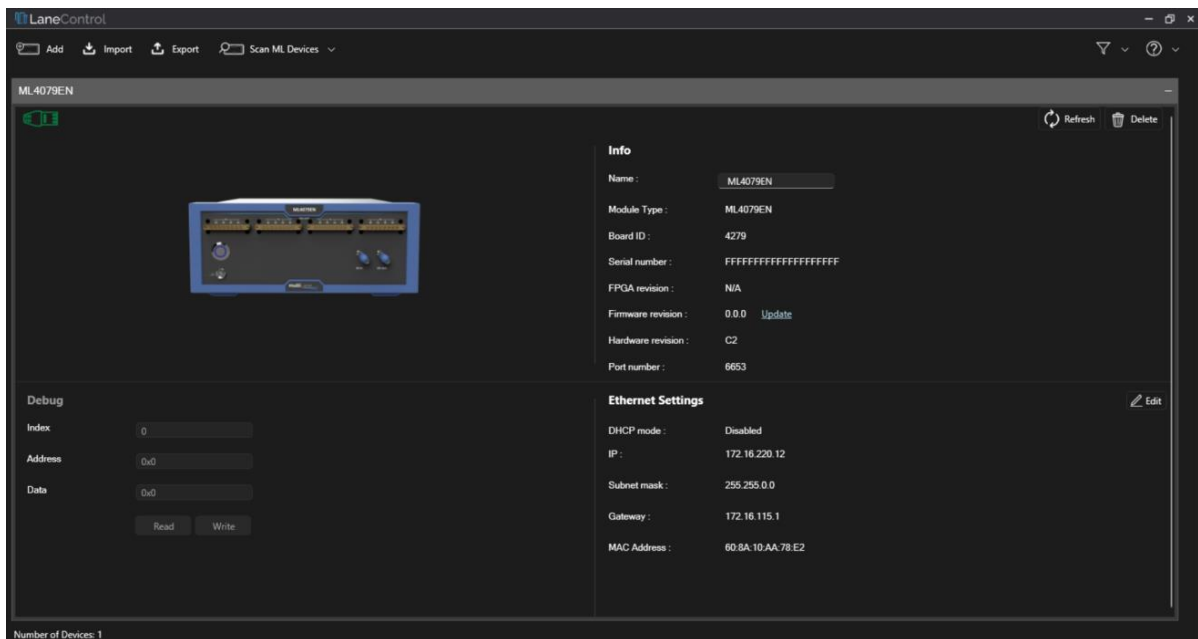 LaneControl
Add Import Export Scan ML Devices
ML4079EN
Refresh Delete
ML4079EN
Info
Name : ML4079EN
Module Type : ML4079EN
Board ID : 4279
Serial number : FFFFFFFFFFFFFFFFFFFF
FPGA revision : N/A
Firmware revision : 0.0.0 Update
Hardware revision : C2
Port number : 6653
Debug
Index 0
Address 0x0
Data 0x0
Read Write
Ethernet Settings
Edit
DHCP mode : Disabled
IP : 172.16.220.12
Subnet mask : 255.255.0.0
Gateway : 172.16.115.1
MAC Address : 60:8A:10:AA:78:E2
Number of Devices: 1